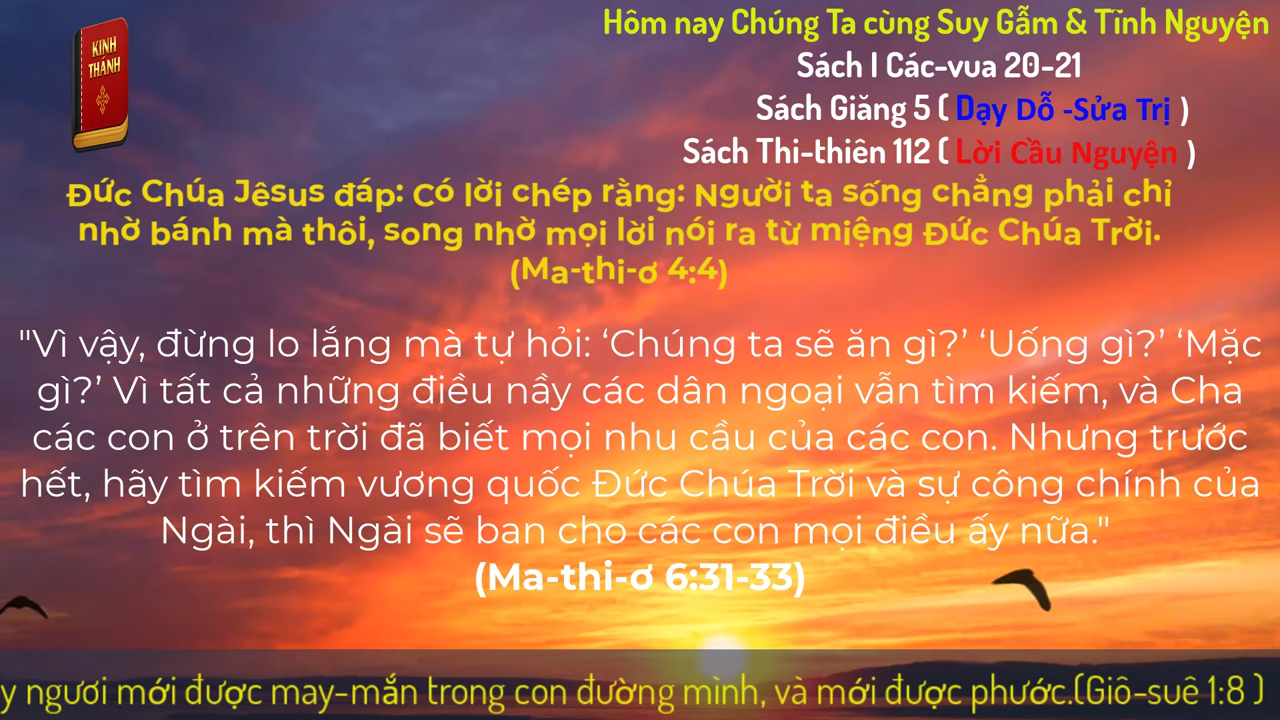 KINH
THÁNH
Hôm nay Chúng Ta cùng Suy Gẫm & Tĩnh Nguyện
Sách I Các-vua 20-21
Sách Giăng 5 ( Dạy Dỗ -Sửa Trị )
Sách Thi-thiên 112 ( Lời Cầu Nguyện )
Đức Chúa Jêsus đáp: Có lời chép rằng: Người ta sống chẳng phải chỉ
nhờ bánh mà thôi, song nhờ mọi lời nói ra từ miệng Đức Chúa Trời.
(Ma-thi-ơ 4:4)
"Vì vậy, đừng lo lắng mà tự hỏi: ‘Chúng ta sẽ ăn gì?’ ‘Uống gì?’ ‘Mặc
gì?’ Vì tất cả những điều nầy các dân ngoại vẫn tìm kiếm, và Cha
các con ở trên trời đã biết mọi nhu cầu của các con. Nhưng trước
hết, hãy tìm kiếm vương quốc Đức Chúa Trời và sự công chính của
Ngài, thì Ngài sẽ ban cho các con mọi điều ấy nữa."
(Ma-thi-ơ 6:31-33)
y ngươi mới được may-mắn trong con đường mình, và mới được phước.(Giô-suê 1:8 )